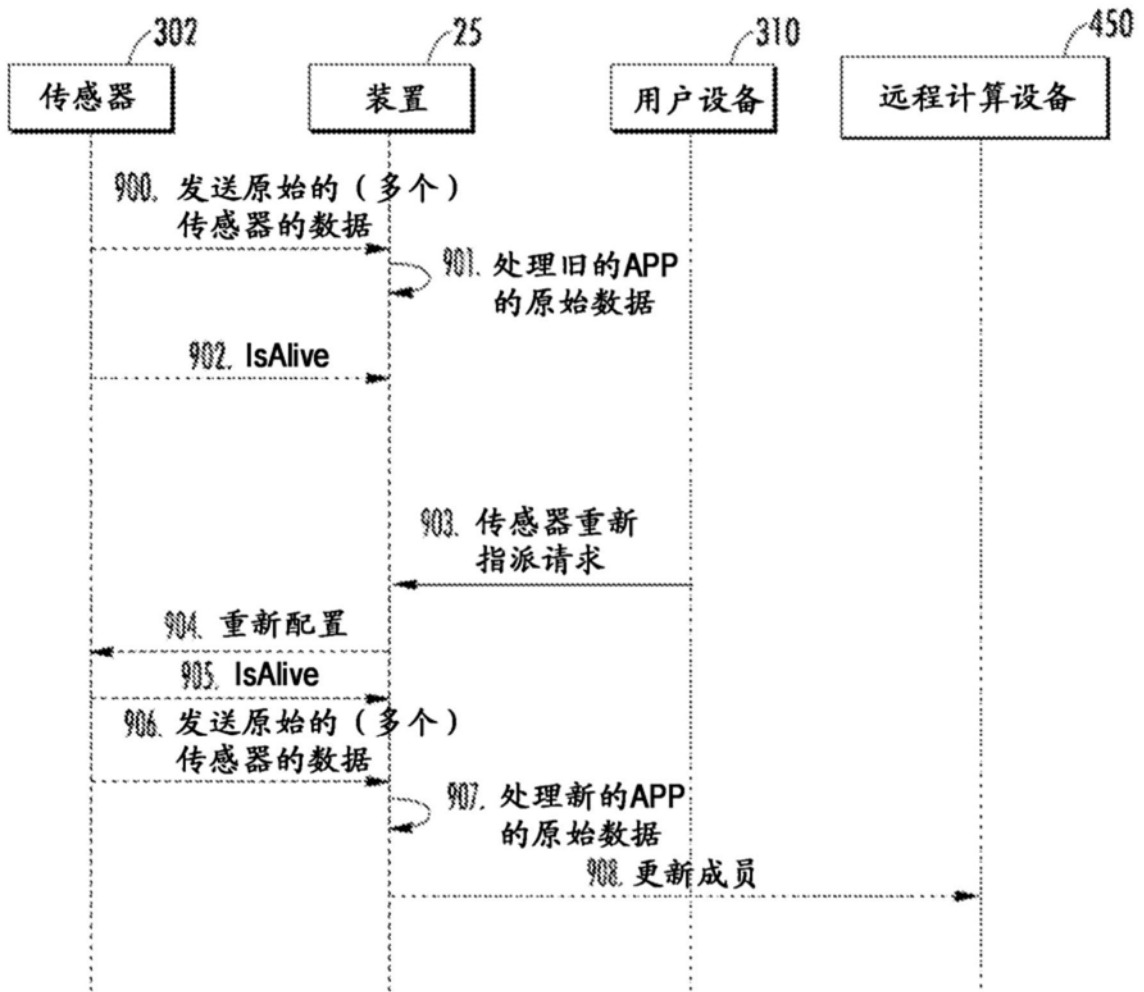 302
25
310
450
传感器
装置
用户设备
远程计算设备
900. 发送原始的（多个）
传感器的数据
901. 处理旧的APP
的原始数据
902. IsAlive
903. 传感器重新
指派请求
904. 重新配置
905. IsAlive
906. 发送原始的（多个）
传感器的数据
907. 处理新的APP
的原始数据
908. 更新成员